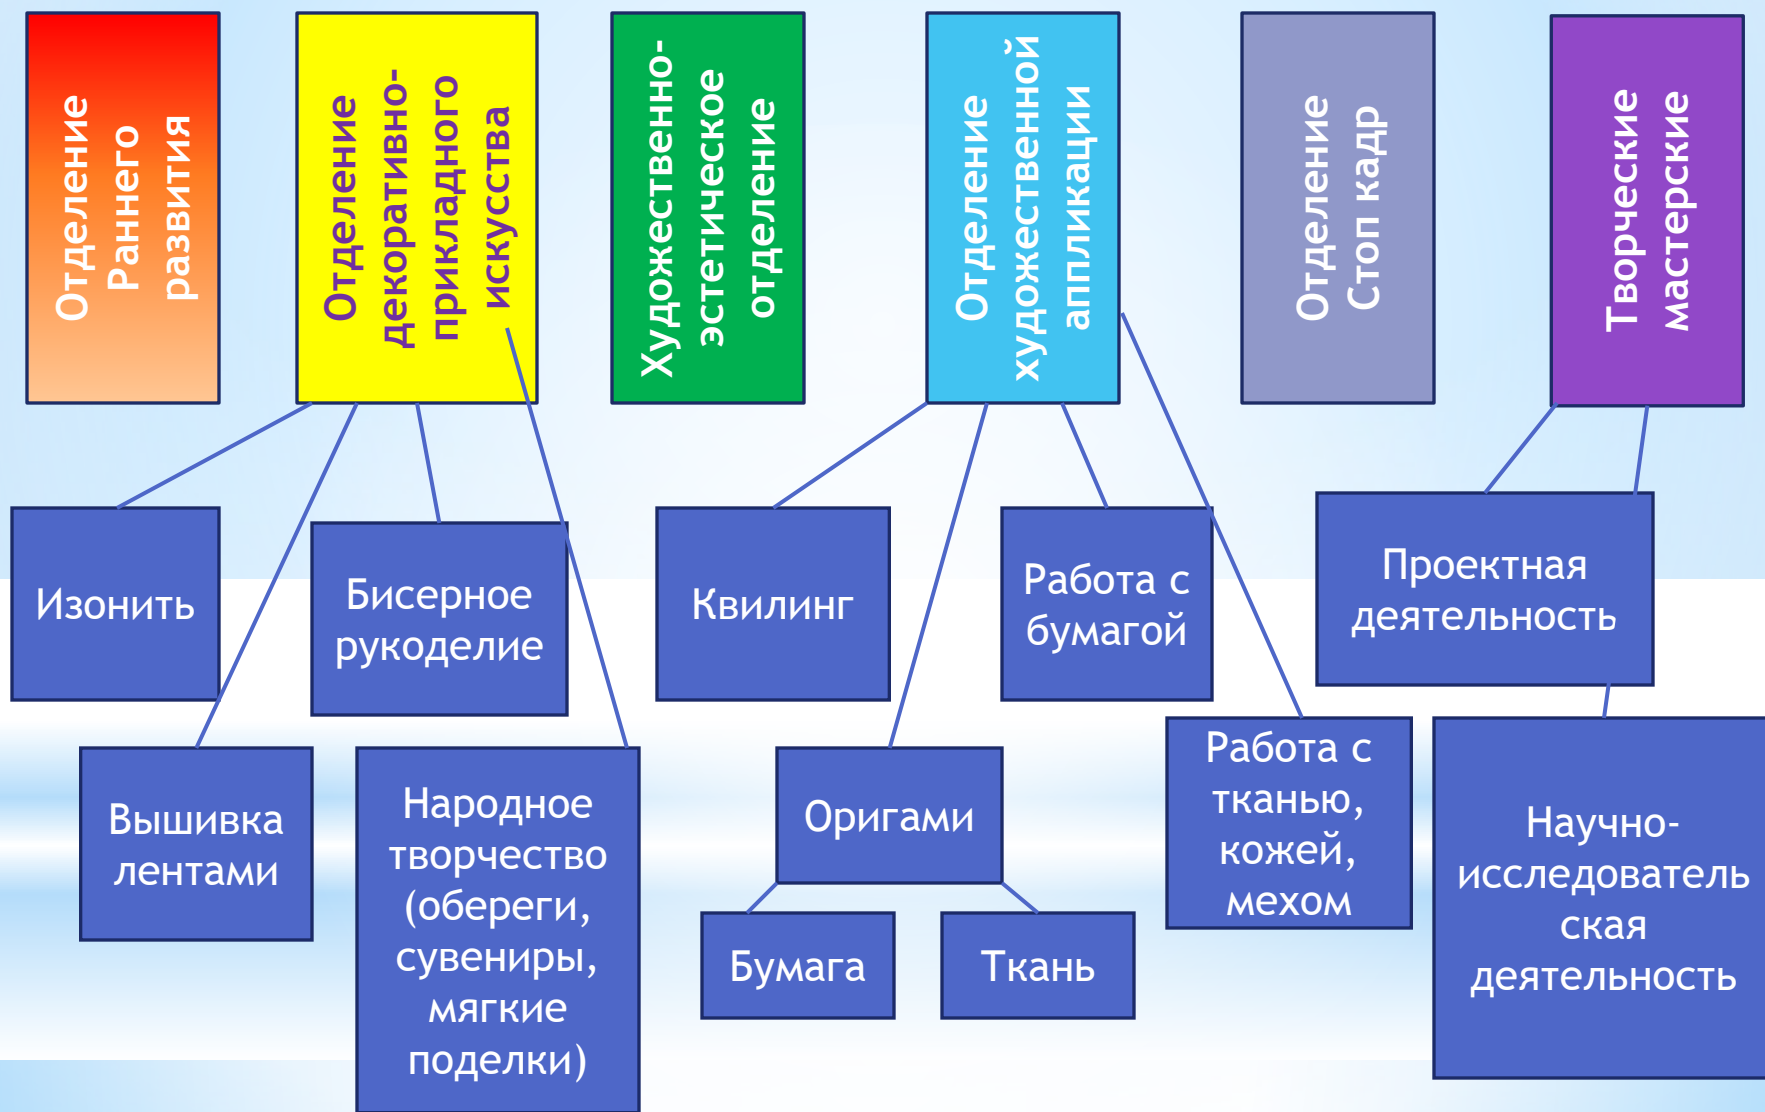 Отделение
Раннего
развития
Отделение
декоративно-
прикладного
искусства
Художественно-
эстетическое
отделение
Отделение
художественной
аппликации
Отделение
Стоп кадр
Творческие
мастерские
Изонить
Бисерное
рукоделие
Квилинг
Работа с
бумагой
Проектная
деятельность
Вышивка
лентами
Народное
творчество
(обереги,
сувениры,
мягкие
поделки)
Оригами
Бумага
Ткань
Работа с
тканью,
кожей,
мехом
Научно-
исследователь
ская
деятельность